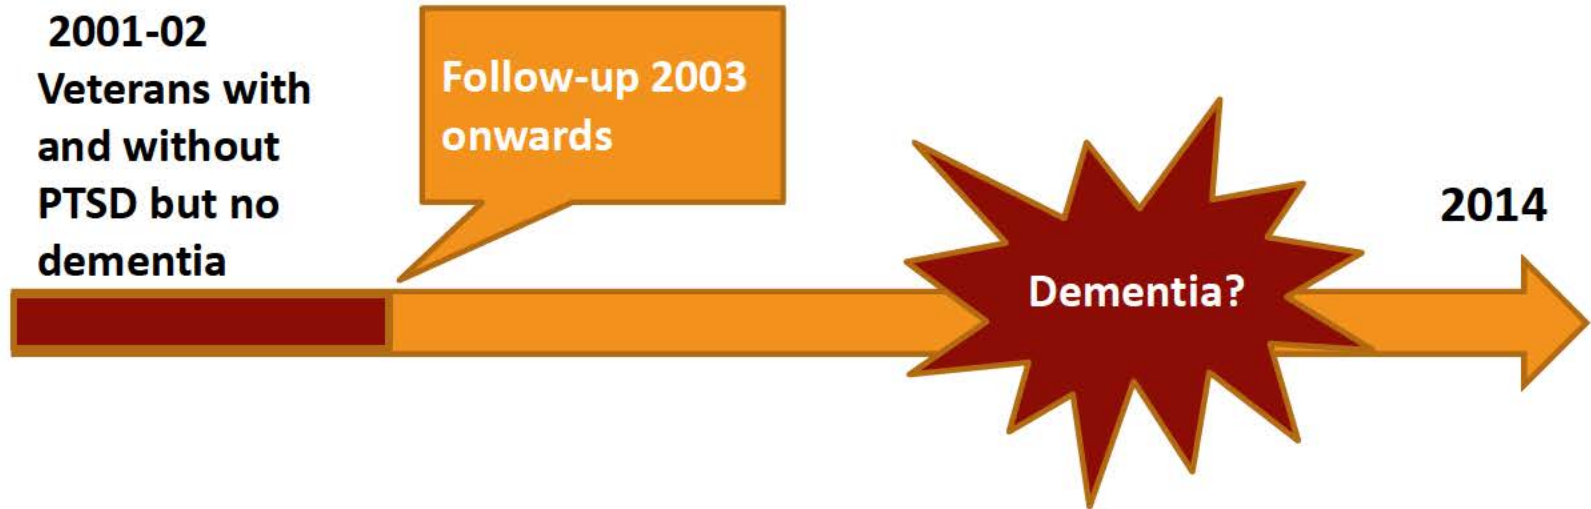 2001-02
Veterans with
and without
PTSD but no
dementia
Follow-up 2003
onwards
Dementia?
2014